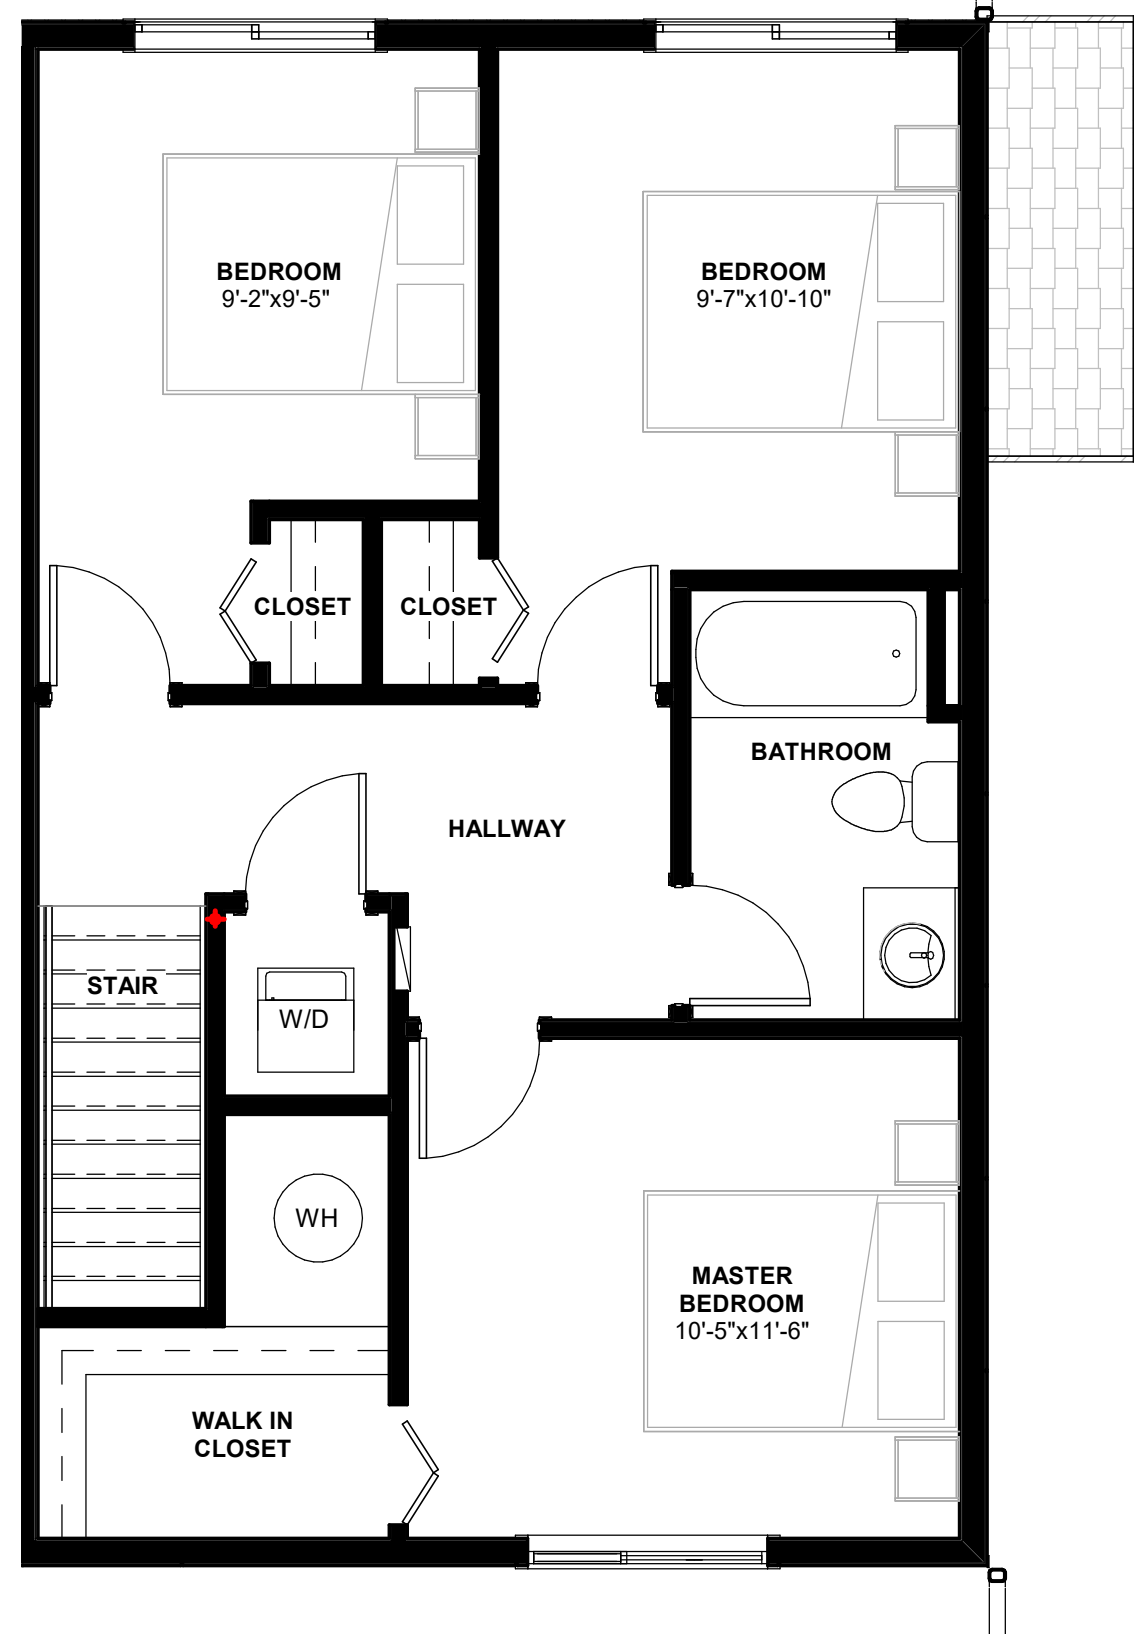 BEDROOM
9'-2"x9'-5"
BEDROOM
9'-7"x10'-10"
CLOSET
CLOSET
BATHROOM
HALLWAY
STAIR
W/D
WH
MASTER
BEDROOM
10'-5"x11'-6"
WALK IN
CLOSET